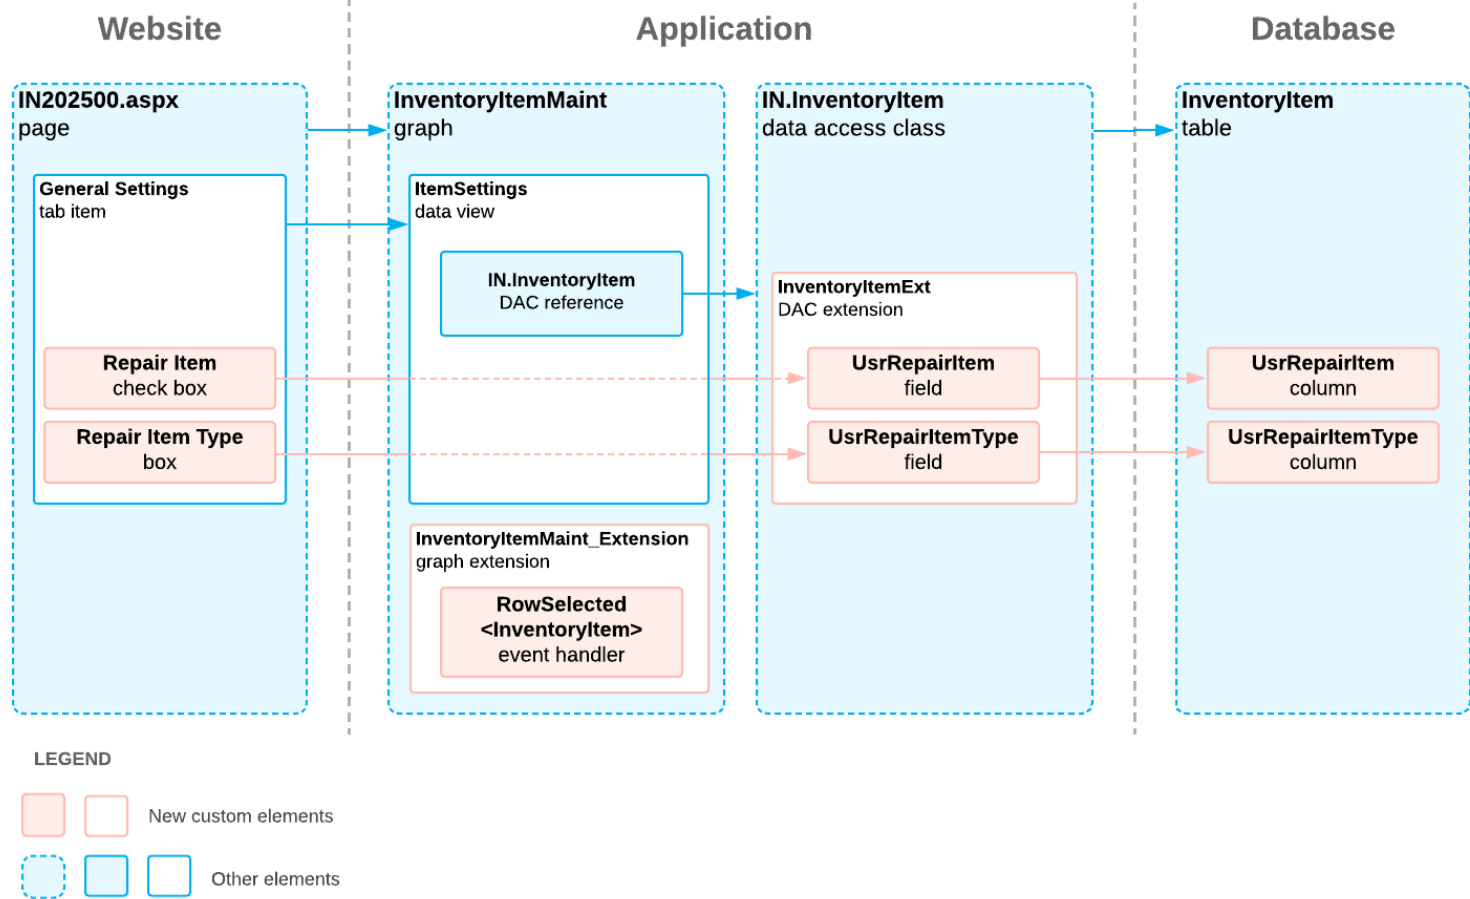 Website
Application
Database
IN202500.aspx
page
General Settings
tab item
Repair Item
check box
Repair Item Type
box
InventoryItemMaint
graph
ItemSettings
data view
IN.InventoryItem
DAC reference
InventoryItemMaint_Extension
graph extension
RowSelected
<InventoryItem>
event handler
IN.InventoryItem
data access class
InventoryItemExt
DAC extension
UsrRepairItem
field
UsrRepairItemType
field
InventoryItem
table
UsrRepairItem
column
UsrRepairItemType
column
LEGEND
New custom elements
Other elements